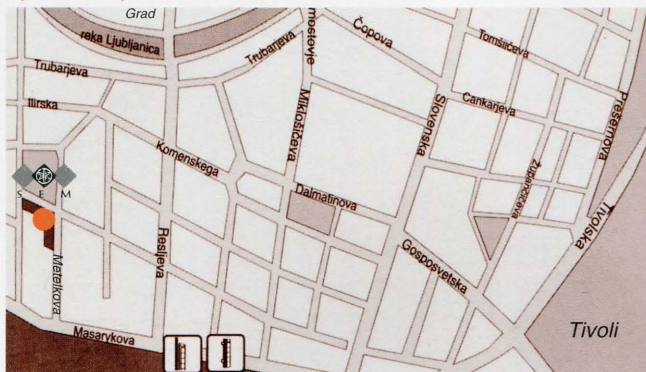 Grad
reka Ljubljanica
Trubarjeva
Trubarjeva
mostovje
Čopova
Tomšičeva
Ilirska
Cankarjeva
Prešernova
Miklošičeva
Slovenska
Komenskega
Župančičeva
S E M
Dalmatinova
Tivolska
Resljeva
Gosposvetska
Metelkova
Masarykova
Tivoli